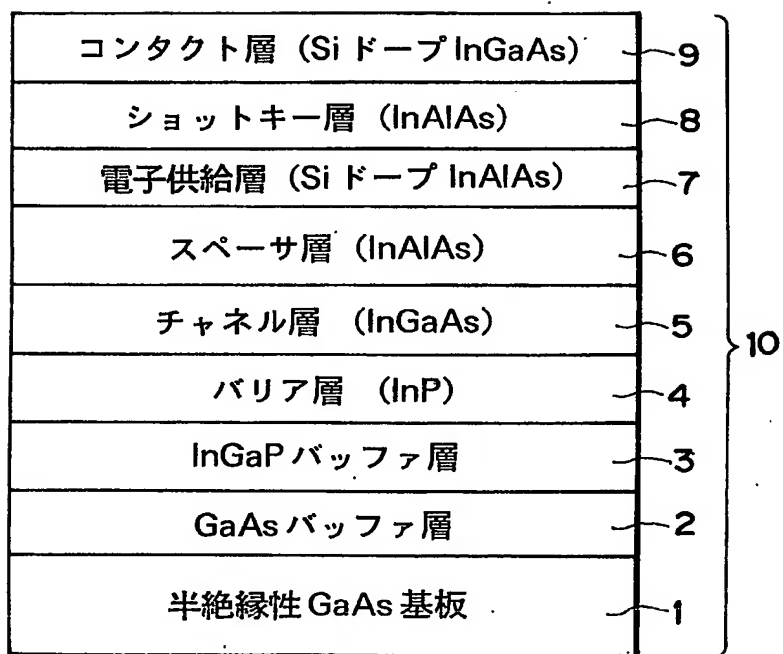 コンタクト層 (Si ドープ InGaAs) 9
ショットキー層 (InAlAs) 8
電子供給層 (Si ドープ InAlAs) 7
スペーサ層 (InAlAs) 6
チャネル層 (InGaAs) 5
10
バリア層 (InP) 4
InGaP バッファ層 3
GaAs バッファ層 2
半絶縁性 GaAs 基板 1